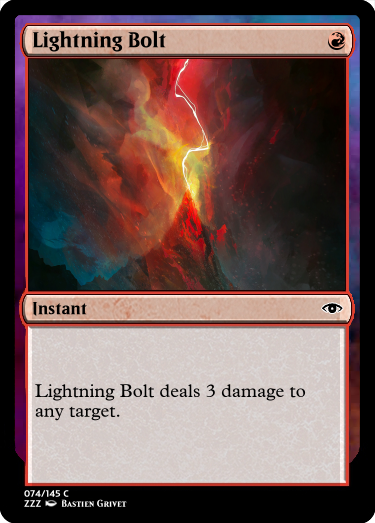 Lightning Bolt
Instant
Lightning Bolt deals 3 damage to
any target.
074/145 C
ZZZ Bastien Grivet